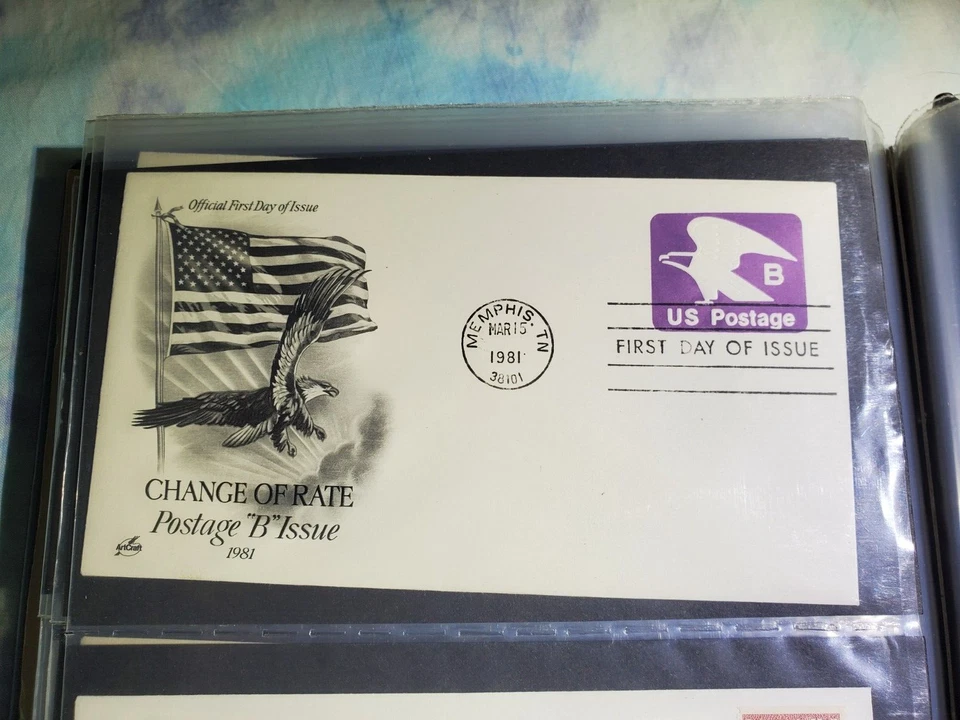 Official First Day of Issue
CHANGE OF RATE
Postage "B" Issue
1981
ArtCraft
MEMPHIS, TN
MAR 15
1981
38101
B
US Postage
FIRST DAY OF ISSUE